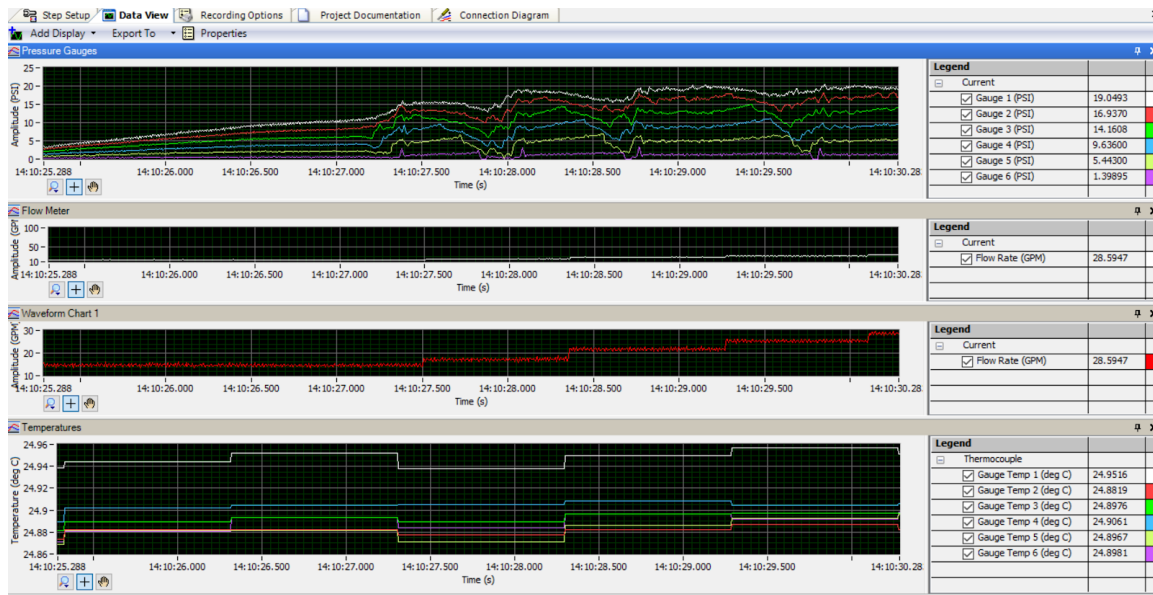 Step Setup Data View Recording Options Project Documentation Connection Diagram
Add Display Export To Properties
Pressure Gauges
Amplitude (PSI)
25
20
15
10
5
0
14:10:25.288 14:10:26.000 14:10:26.500 14:10:27.000 14:10:27.500 14:10:28.000 14:10:28.500 14:10:29.000 14:10:29.500 14:10:30.28
Time (s)
Legend
Current
Gauge 1 (PSI) 19.0493
Gauge 2 (PSI) 16.9370
Gauge 3 (PSI) 14.1608
Gauge 4 (PSI) 9.63600
Gauge 5 (PSI) 5.44300
Gauge 6 (PSI) 1.39895
Flow Meter
Amplitude (GPM
100
50
10
14:10:25.288 14:10:26.000 14:10:26.500 14:10:27.000 14:10:27.500 14:10:28.000 14:10:28.500 14:10:29.000 14:10:29.500 14:10:30.28
Time (s)
Legend
Current
Flow Rate (GPM) 28.5947
Waveform Chart 1
Amplitude (GPM)
30
20
10
14:10:25.288 14:10:26.000 14:10:26.500 14:10:27.000 14:10:27.500 14:10:28.000 14:10:28.500 14:10:29.000 14:10:29.500 14:10:30.28
Time (s)
Legend
Current
Flow Rate (GPM) 28.5947
Temperatures
Temperature (deg C)
24.96
24.94
24.92
24.9
24.88
24.86
14:10:25.288 14:10:26.000 14:10:26.500 14:10:27.000 14:10:27.500 14:10:28.000 14:10:28.500 14:10:29.000 14:10:29.500 14:10:30.28
Time (s)
Legend
Thermocouple
Gauge Temp 1 (deg C) 24.9516
Gauge Temp 2 (deg C) 24.8819
Gauge Temp 3 (deg C) 24.8976
Gauge Temp 4 (deg C) 24.9061
Gauge Temp 5 (deg C) 24.8967
Gauge Temp 6 (deg C) 24.8981